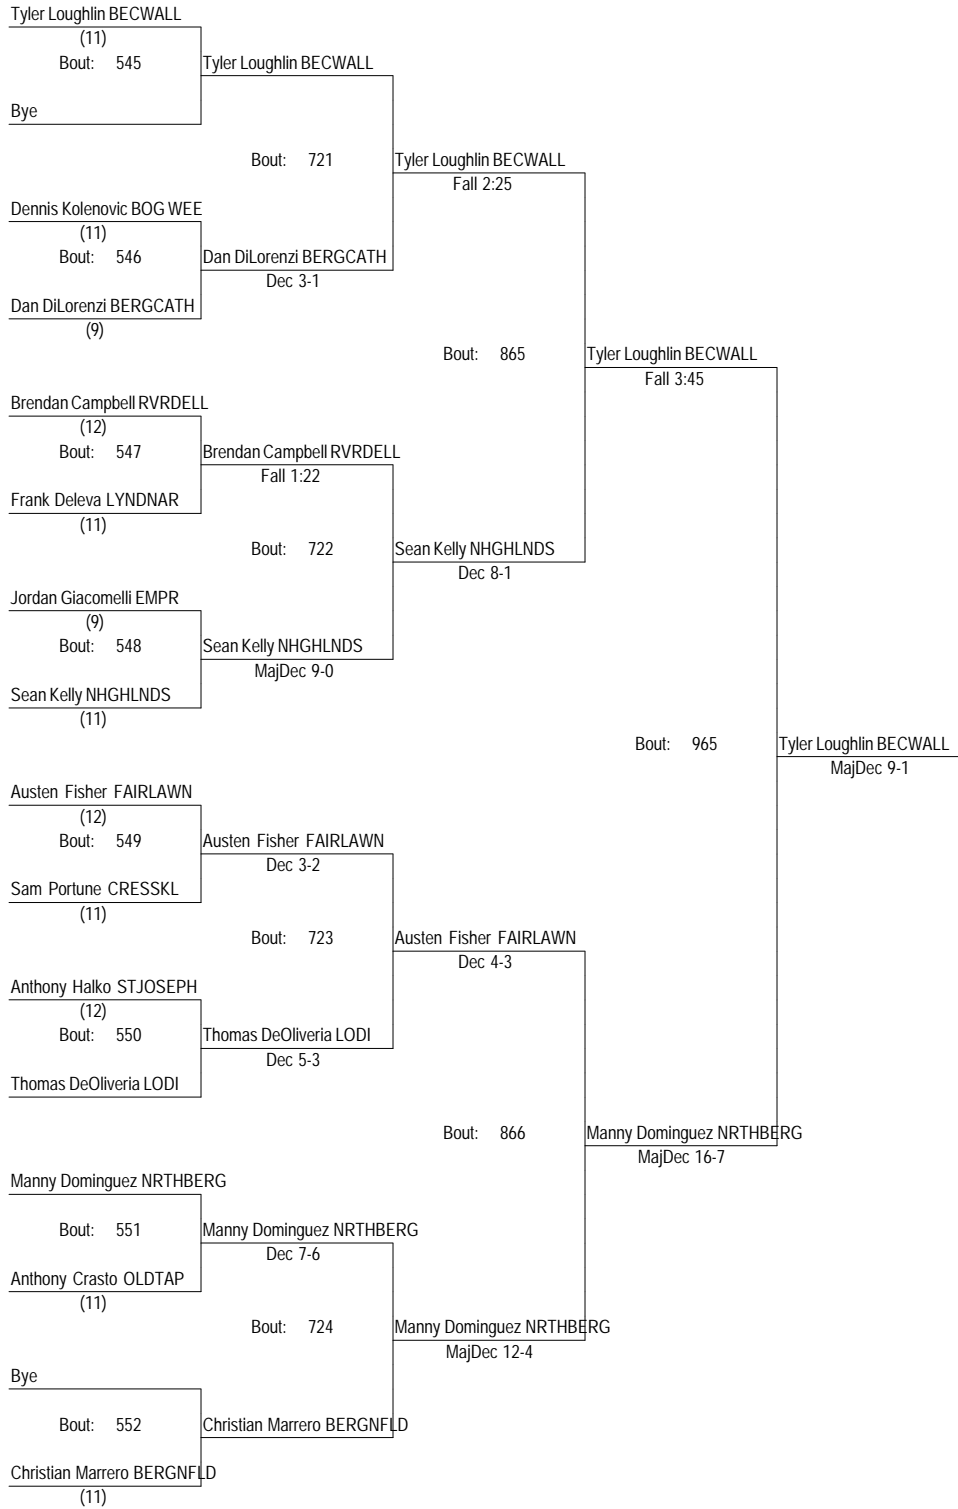 Tyler Loughlin BECWALL
(11)
Bout: 545 Tyler Loughlin BECWALL
Bye
Bout: 721 Tyler Loughlin BECWALL
Fall 2:25
Dennis Kolenovic BOG WEE
(11)
Bout: 546 Dan DiLorenzi BERGCATH
Dec 3-1
Dan DiLorenzi BERGCATH
(9)
Bout: 865 Tyler Loughlin BECWALL
Fall 3:45
Brendan Campbell RVRDELL
(12)
Bout: 547 Brendan Campbell RVRDELL
Fall 1:22
Frank Deleva LYNDNAR
(11)
Bout: 722 Sean Kelly NHGHLNDS
Dec 8-1
Jordan Giacomelli EMPR
(9)
Bout: 548 Sean Kelly NHGHLNDS
MajDec 9-0
Sean Kelly NHGHLNDS
(11)
Bout: 965 Tyler Loughlin BECWALL
MajDec 9-1
Austen Fisher FAIRLAWN
(12)
Bout: 549 Austen Fisher FAIRLAWN
Dec 3-2
Sam Portune CRESSKL
(11)
Bout: 723 Austen Fisher FAIRLAWN
Dec 4-3
Anthony Halko STJOSEPH
(12)
Bout: 550 Thomas DeOliveria LODI
Dec 5-3
Thomas DeOliveria LODI
Bout: 866 Manny Dominguez NRTHBERG
MajDec 16-7
Manny Dominguez NRTHBERG
Bout: 551 Manny Dominguez NRTHBERG
Dec 7-6
Anthony Crasto OLDTAP
(11)
Bout: 724 Manny Dominguez NRTHBERG
MajDec 12-4
Bye
Bout: 552 Christian Marrero BERGNFLD
Christian Marrero BERGNFLD
(11)